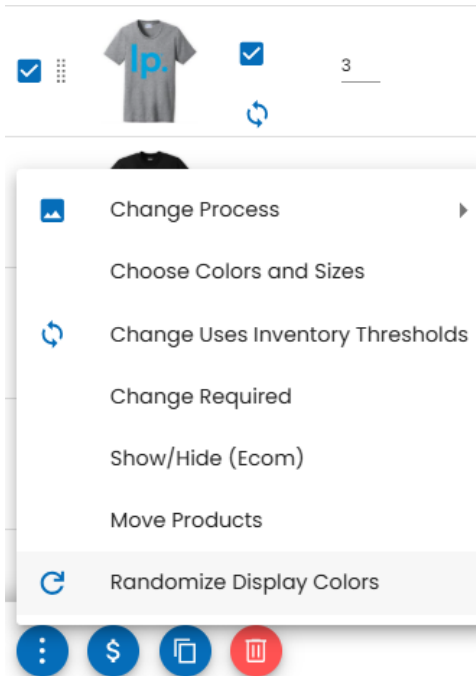 lp.
3
Change Process
Choose Colors and Sizes
Change Uses Inventory Thresholds
Change Required
Show/Hide (Ecom)
Move Products
Randomize Display Colors
$